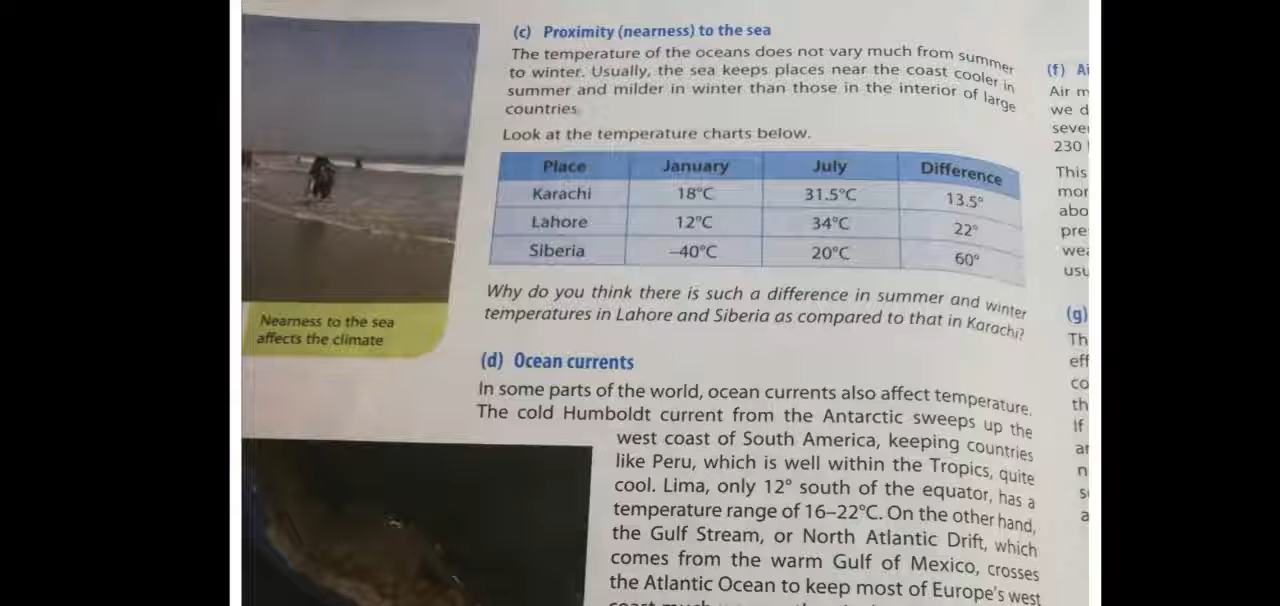 (c) Proximity (nearness) to the sea
The temperature of the oceans does not vary much from summer
to winter. Usually, the sea keeps places near the coast cooler in
summer and milder in winter than those in the interior of large
countries.
Look at the temperature charts below.
Place January July Difference
Karachi 18°C 31.5°C 13.5°
Lahore 12°C 34°C 22°
Siberia –40°C 20°C 60°
Why do you think there is such a difference in summer and winter
temperatures in Lahore and Siberia as compared to that in Karachi?
Nearness to the sea
affects the climate
(d) Ocean currents
In some parts of the world, ocean currents also affect temperature.
The cold Humboldt current from the Antarctic sweeps up the
west coast of South America, keeping countries
like Peru, which is well within the Tropics, quite
cool. Lima, only 12° south of the equator, has a
temperature range of 16–22°C. On the other hand,
the Gulf Stream, or North Atlantic Drift, which
comes from the warm Gulf of Mexico, crosses
the Atlantic Ocean to keep most of Europe's west
(f)
Air
we
230
This
(g)
If